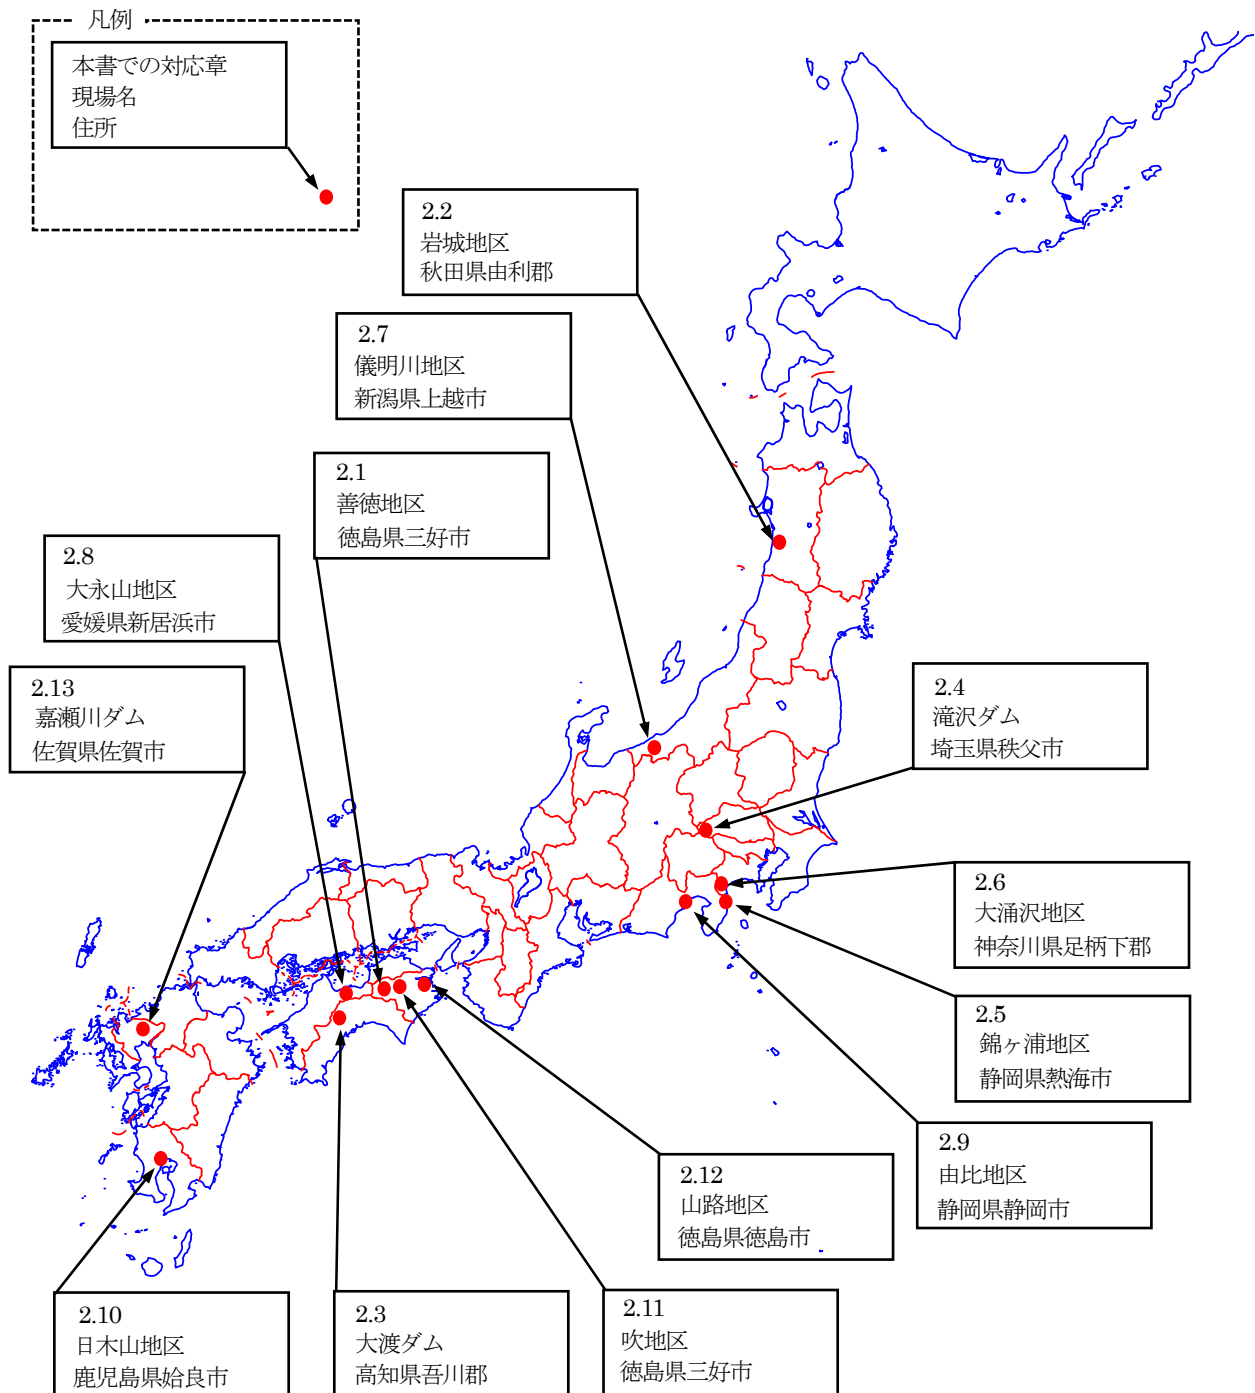 凡例
本書での対応章
現場名
住所
2.2
岩城地区
秋田県由利郡
2.7
儀明川地区
新潟県上越市
2.1
善徳地区
徳島県三好市
2.8
大永山地区
愛媛県新居浜市
2.13
嘉瀬川ダム
佐賀県佐賀市
2.4
滝沢ダム
埼玉県秩父市
2.6
大涌沢地区
神奈川県足柄下郡
2.5
錦ヶ浦地区
静岡県熱海市
2.9
由比地区
静岡県静岡市
2.12
山路地区
徳島県徳島市
2.10
日木山地区
鹿児島県姶良市
2.3
大渡ダム
高知県吾川郡
2.11
吹地区
徳島県三好市